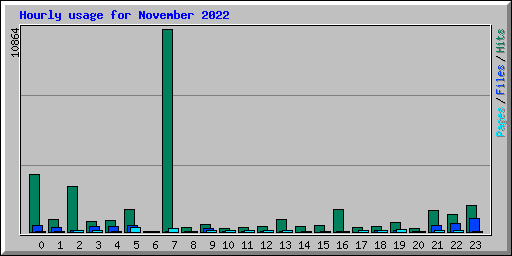 Hourly usage for November 2022
10864
Pages / Files / Hits
0 1 2 3 4 5 6 7 8 9 10 11 12 13 14 15 16 17 18 19 20 21 22 23